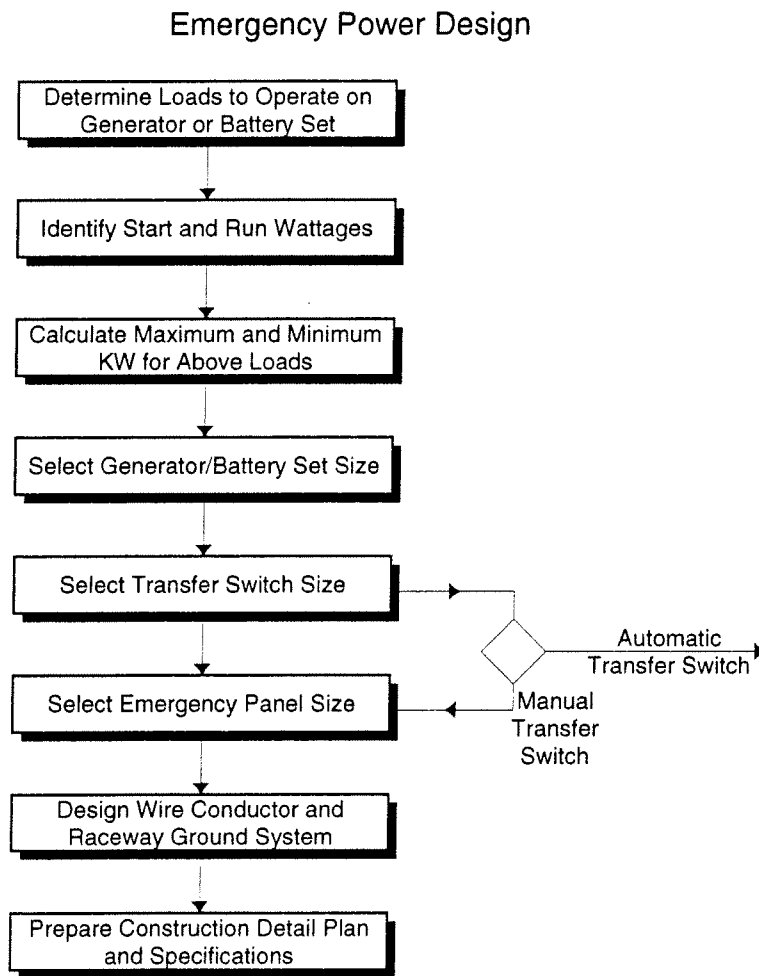 Emergency Power Design
Determine Loads to Operate on
Generator or Battery Set
Identify Start and Run Wattages
Calculate Maximum and Minimum
KW for Above Loads
Select Generator/Battery Set Size
Select Transfer Switch Size
Automatic
Transfer Switch
Select Emergency Panel Size
Manual
Transfer
Switch
Design Wire Conductor and
Raceway Ground System
Prepare Construction Detail Plan
and Specifications